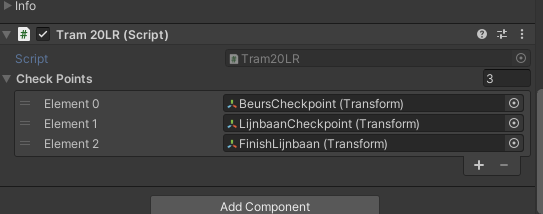 Info
# Tram 20LR (Script)
Script # Tram20LR
Check Points 3
Element 0 BeursCheckpoint (Transform)
Element 1 LijnbaanCheckpoint (Transform)
Element 2 FinishLijnbaan (Transform)
+ −
Add Component